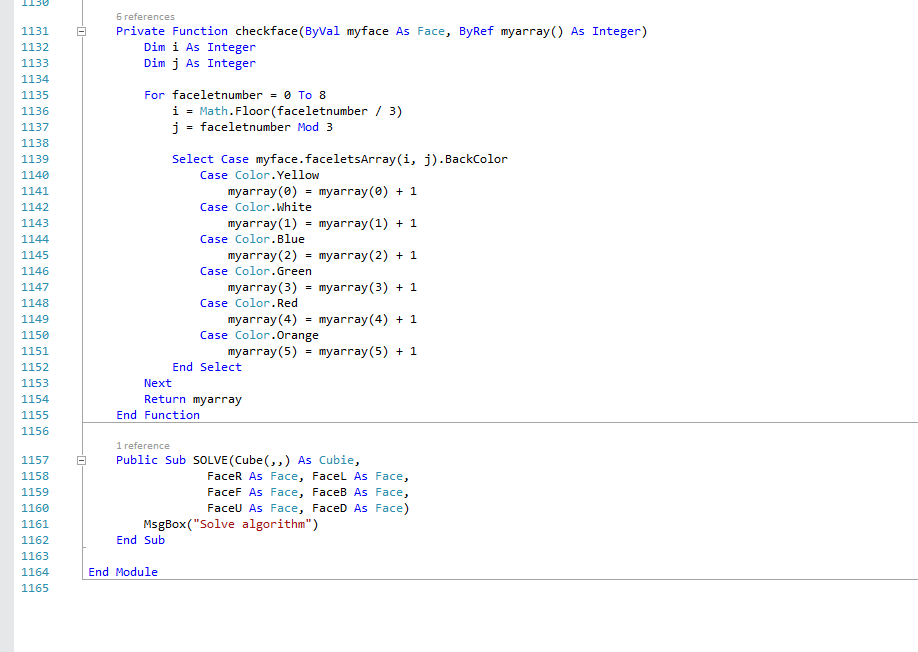 1130
6 references
1131 Private Function checkface(ByVal myface As Face, ByRef myarray() As Integer)
1132 Dim i As Integer
1133 Dim j As Integer
1134
1135 For faceletnumber = 0 To 8
1136 i = Math.Floor(faceletnumber / 3)
1137 j = faceletnumber Mod 3
1138
1139 Select Case myface.faceletsArray(i, j).BackColor
1140 Case Color.Yellow
1141 myarray(0) = myarray(0) + 1
1142 Case Color.White
1143 myarray(1) = myarray(1) + 1
1144 Case Color.Blue
1145 myarray(2) = myarray(2) + 1
1146 Case Color.Green
1147 myarray(3) = myarray(3) + 1
1148 Case Color.Red
1149 myarray(4) = myarray(4) + 1
1150 Case Color.Orange
1151 myarray(5) = myarray(5) + 1
1152 End Select
1153 Next
1154 Return myarray
1155 End Function
1156
1 reference
1157 Public Sub SOLVE(Cube(,,) As Cubie,
1158 FaceR As Face, FaceL As Face,
1159 FaceF As Face, FaceB As Face,
1160 FaceU As Face, FaceD As Face)
1161 MsgBox("Solve algorithm")
1162 End Sub
1163
1164 End Module
1165